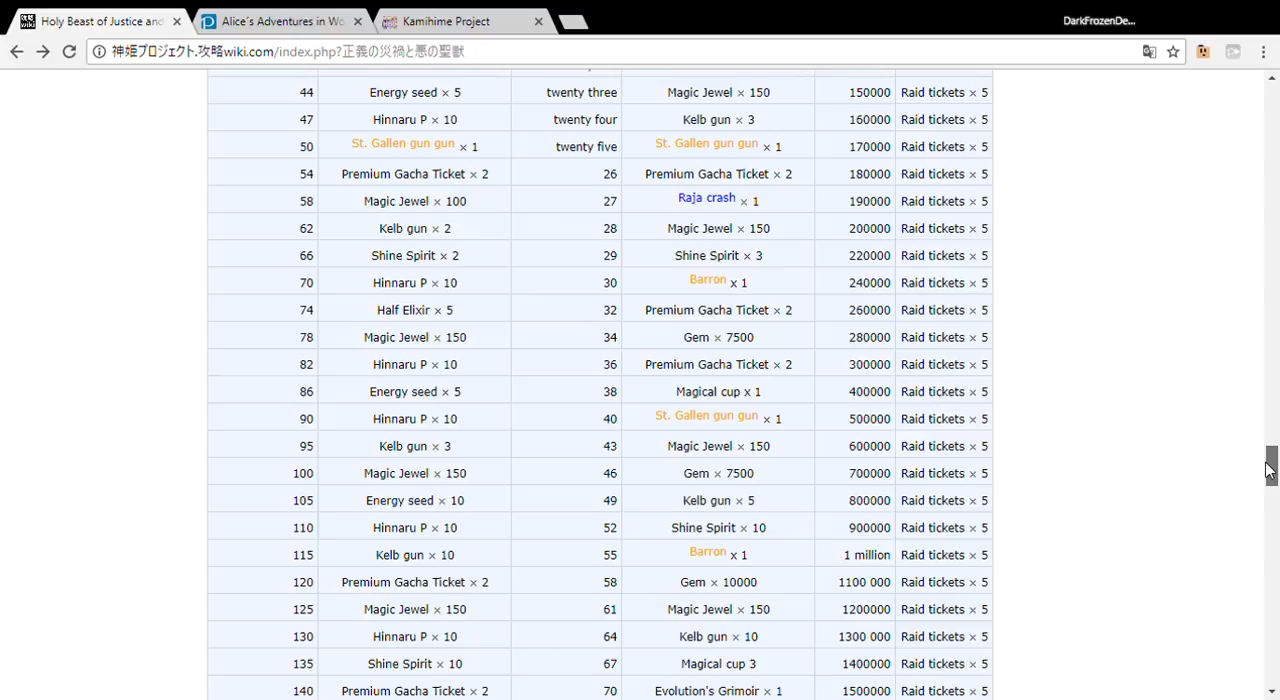 Holy Beast of Justice and
Alice´s Adventures in Wo
Kamihime Project
DarkFrozenDe...
神姫プロジェクト.攻略wiki.com/index.php?正義の災禍と悪の聖獣
44 Energy seed × 5 twenty three Magic Jewel × 150 150000 Raid tickets × 5
47 Hinnaru P × 10 twenty four Kelb gun × 3 160000 Raid tickets × 5
50 St. Gallen gun gun × 1 twenty five St. Gallen gun gun × 1 170000 Raid tickets × 5
54 Premium Gacha Ticket × 2 26 Premium Gacha Ticket × 2 180000 Raid tickets × 5
58 Magic Jewel × 100 27 Raja crash × 1 190000 Raid tickets × 5
62 Kelb gun × 2 28 Magic Jewel × 150 200000 Raid tickets × 5
66 Shine Spirit × 2 29 Shine Spirit × 3 220000 Raid tickets × 5
70 Hinnaru P × 10 30 Barron x 1 240000 Raid tickets × 5
74 Half Elixir × 5 32 Premium Gacha Ticket × 2 260000 Raid tickets × 5
78 Magic Jewel × 150 34 Gem × 7500 280000 Raid tickets × 5
82 Hinnaru P × 10 36 Premium Gacha Ticket × 2 300000 Raid tickets × 5
86 Energy seed × 5 38 Magical cup x 1 400000 Raid tickets × 5
90 Hinnaru P × 10 40 St. Gallen gun gun × 1 500000 Raid tickets × 5
95 Kelb gun × 3 43 Magic Jewel × 150 600000 Raid tickets × 5
100 Magic Jewel × 150 46 Gem × 7500 700000 Raid tickets × 5
105 Energy seed × 10 49 Kelb gun × 5 800000 Raid tickets × 5
110 Hinnaru P × 10 52 Shine Spirit × 10 900000 Raid tickets × 5
115 Kelb gun × 10 55 Barron x 1 1 million Raid tickets × 5
120 Premium Gacha Ticket × 2 58 Gem × 10000 1100 000 Raid tickets × 5
125 Magic Jewel × 150 61 Magic Jewel × 150 1200000 Raid tickets × 5
130 Hinnaru P × 10 64 Kelb gun × 10 1300 000 Raid tickets × 5
135 Shine Spirit × 10 67 Magical cup 3 1400000 Raid tickets × 5
140 Premium Gacha Ticket × 2 70 Evolution's Grimoir × 1 1500000 Raid tickets × 5